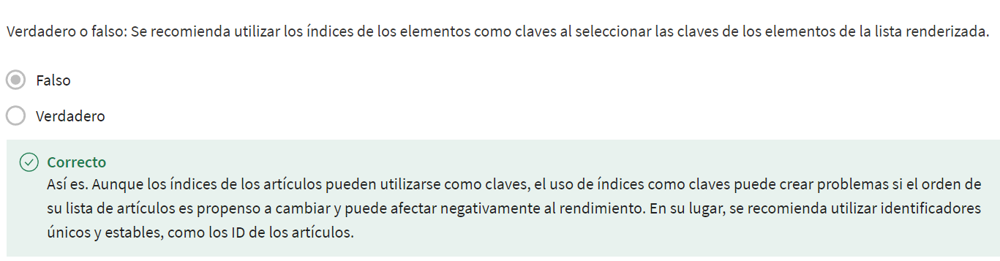 Verdadero o falso: Se recomienda utilizar los índices de los elementos como claves al seleccionar las claves de los elementos de la lista renderizada.
Falso
Verdadero
Correcto
Así es. Aunque los índices de los artículos pueden utilizarse como claves, el uso de índices como claves puede crear problemas si el orden de
su lista de artículos es propenso a cambiar y puede afectar negativamente al rendimiento. En su lugar, se recomienda utilizar identificadores
únicos y estables, como los ID de los artículos.